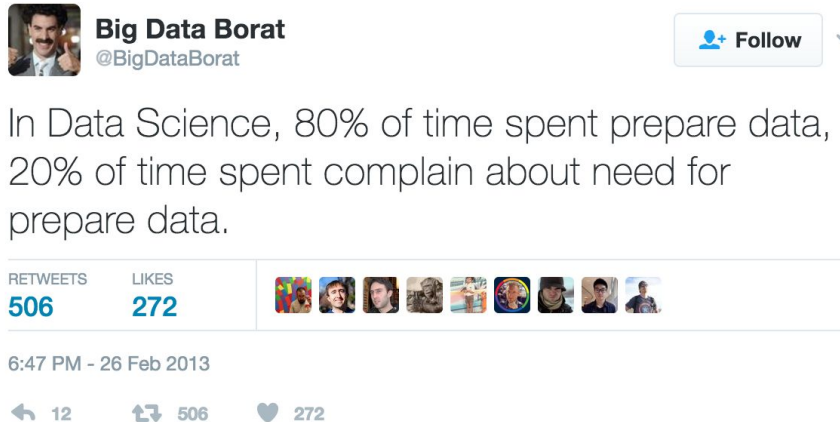 Big Data Borat
@BigDataBorat
Follow
In Data Science, 80% of time spent prepare data,
20% of time spent complain about need for
prepare data.
RETWEETS LIKES
506 272
6:47 PM - 26 Feb 2013
12 506 272